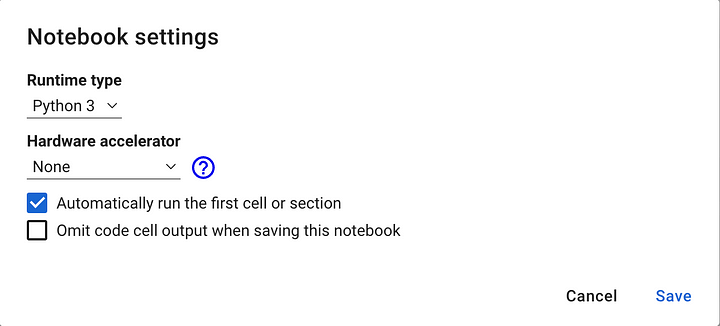 Notebook settings
Runtime type
Python 3
Hardware accelerator
None
Automatically run the first cell or section
Omit code cell output when saving this notebook
Cancel Save